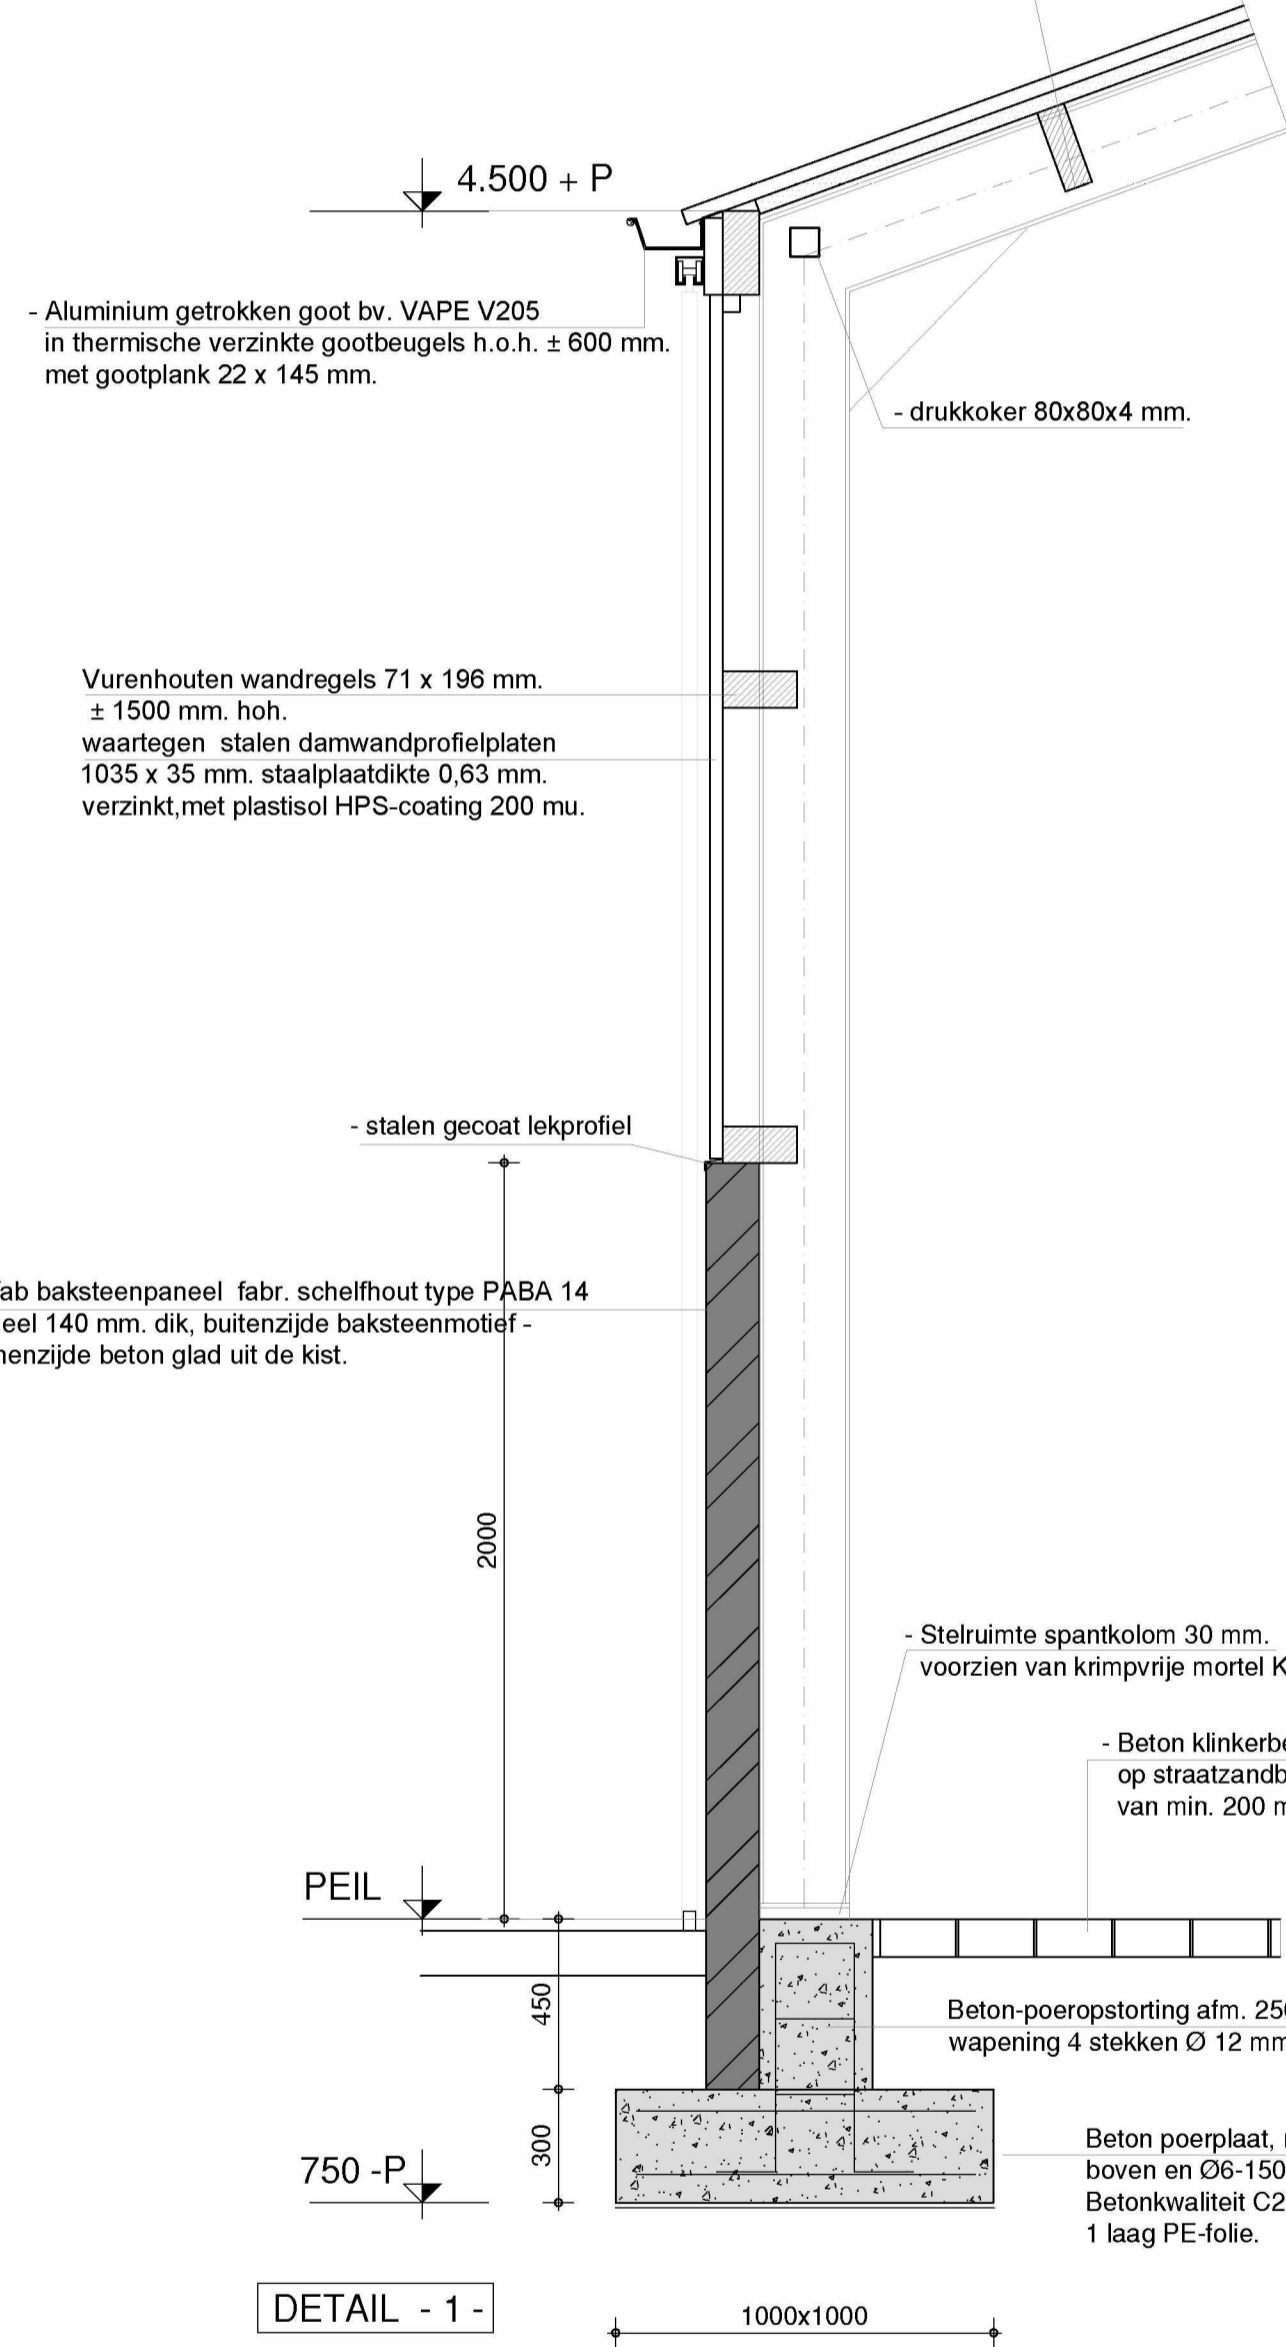 4.500 + P
- Aluminium getrokken goot bv. VAPE V205
in thermische verzinkte gootbeugels h.o.h. ± 600 mm.
met gootplank 22 x 145 mm.
- drukkoker 80x80x4 mm.
Vurenhouten wandregels 71 x 196 mm.
± 1500 mm. hoh.
waartegen stalen damwandprofielplaten
1035 x 35 mm. staalplaatdikte 0,63 mm.
verzinkt,met plastisol HPS-coating 200 mu.
- stalen gecoat lekprofiel
baksteenpaneel fabr. schelfhout type PABA 14
140 mm. dik, buitenzijde baksteenmotief -
beton glad uit de kist.
2000
- Stelruimte spantkolom 30 mm.
voorzien van krimpvrije mortel
- Beton
op
van min. 200
PEIL
450
Beton-poeropstorting afm.
wapening 4 stekken Ø 12
300
Beton poerplaat,
boven en Ø6-150
Betonkwaliteit
1 laag PE-folie.
750 -P
DETAIL - 1 -
1000x1000